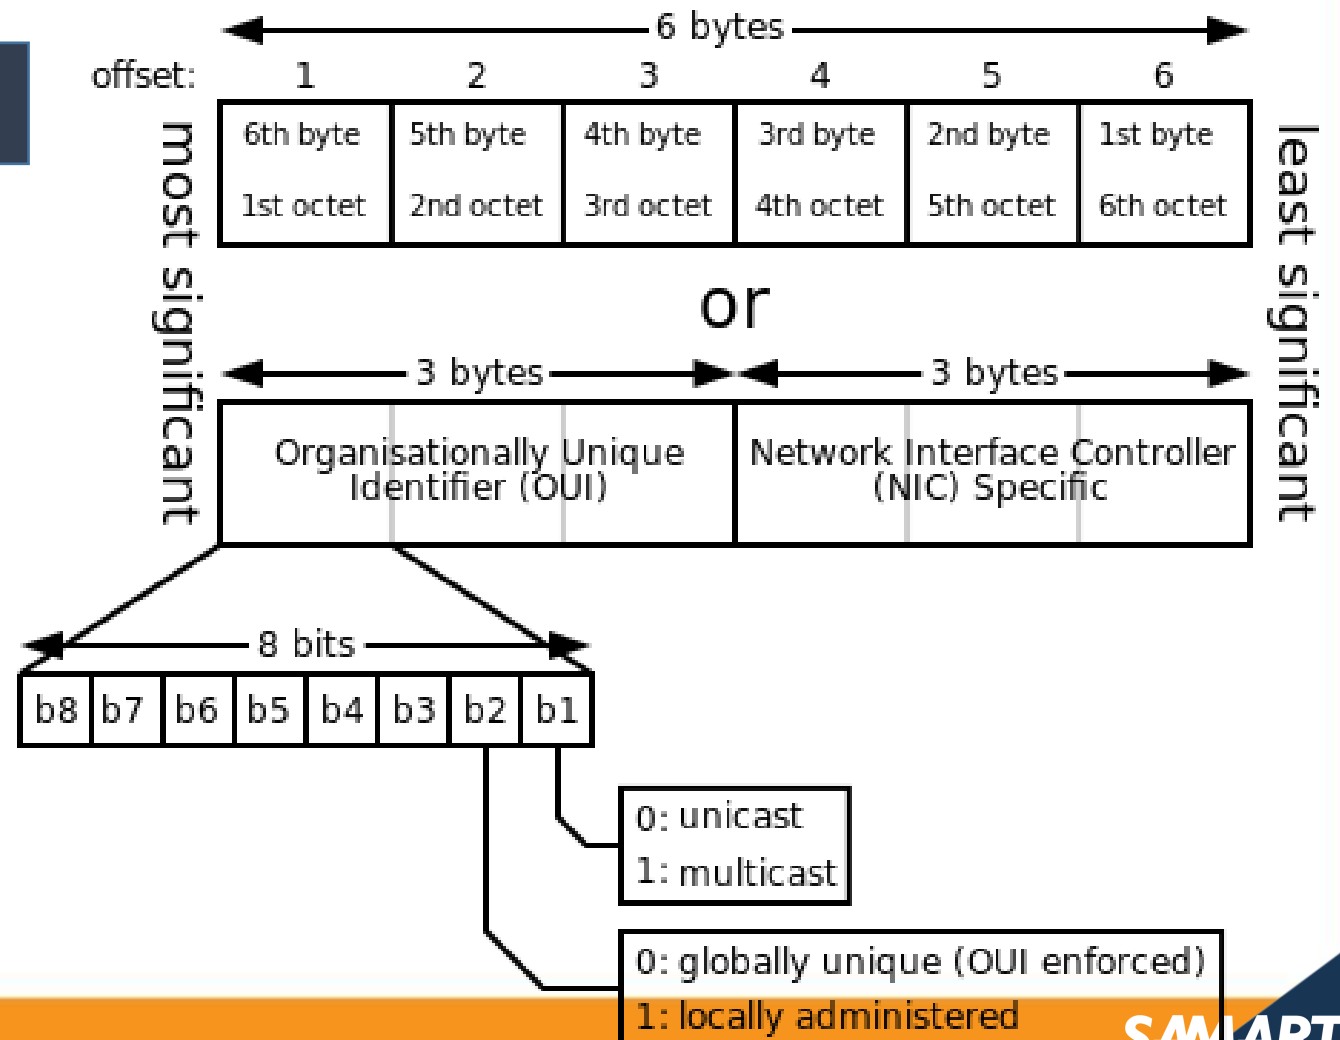 6 bytes
offset: 1 2 3 4 5 6
6th byte 5th byte 4th byte 3rd byte 2nd byte 1st byte
1st octet 2nd octet 3rd octet 4th octet 5th octet 6th octet
most significant
least significant
or
3 bytes 3 bytes
Organisationally Unique
Identifier (OUI)
Network Interface Controller
(NIC) Specific
8 bits
b8 b7 b6 b5 b4 b3 b2 b1
0: unicast
1: multicast
0: globally unique (OUI enforced)
1: locally administered